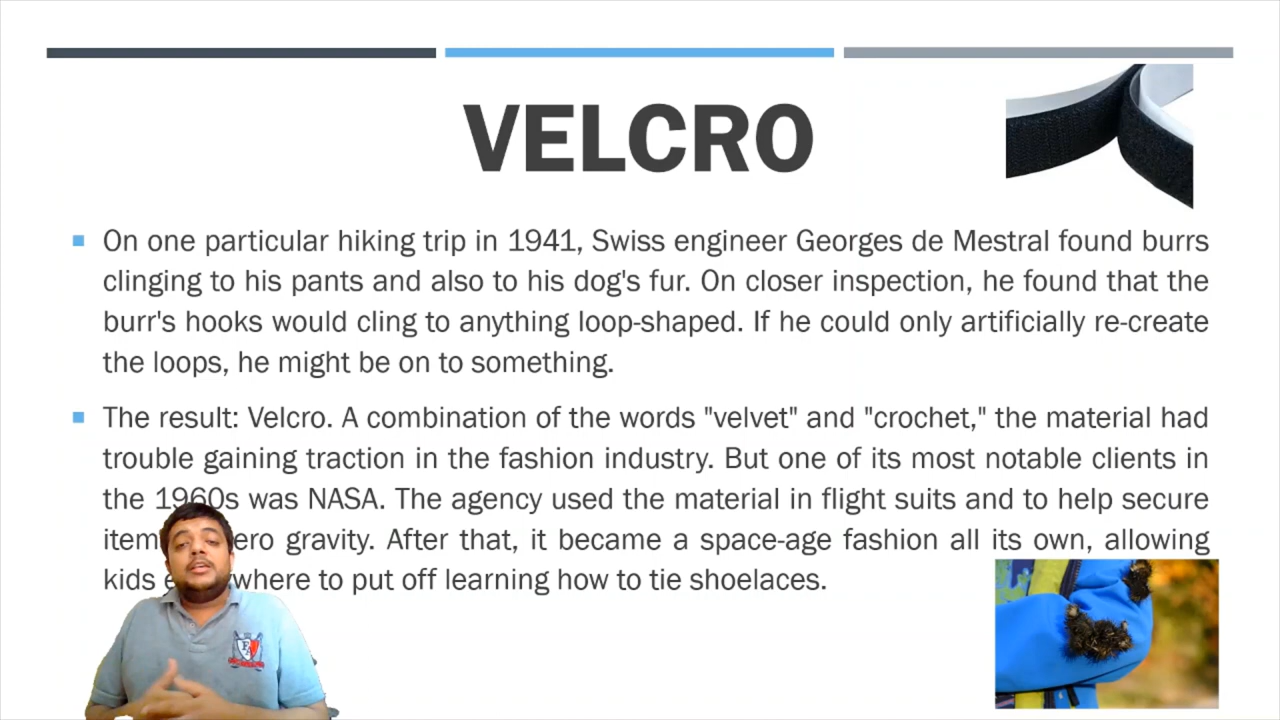 VELCRO
On one particular hiking trip in 1941, Swiss engineer Georges de Mestral found burrs
clinging to his pants and also to his dog's fur. On closer inspection, he found that the
burr's hooks would cling to anything loop-shaped. If he could only artificially re-create
the loops, he might be on to something.
The result: Velcro. A combination of the words "velvet" and "crochet," the material had
trouble gaining traction in the fashion industry. But one of its most notable clients in
the 1960s was NASA. The agency used the material in flight suits and to help secure
gravity. After that, it became a space-age fashion all its own, allowing
kids to put off learning how to tie shoelaces.